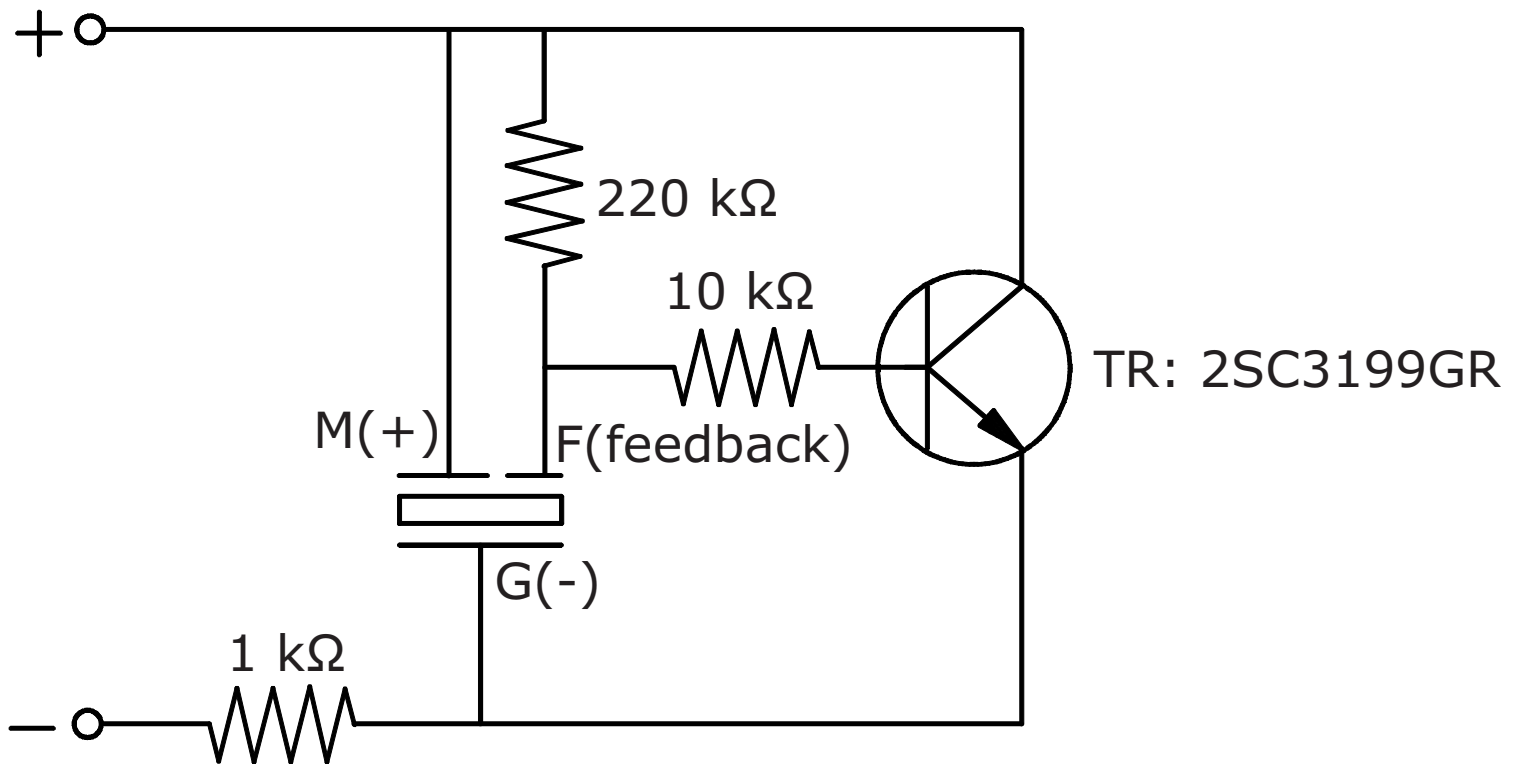 +
220 kΩ
10 kΩ
TR: 2SC3199GR
M(+)
F(feedback)
G(-)
1 kΩ
−